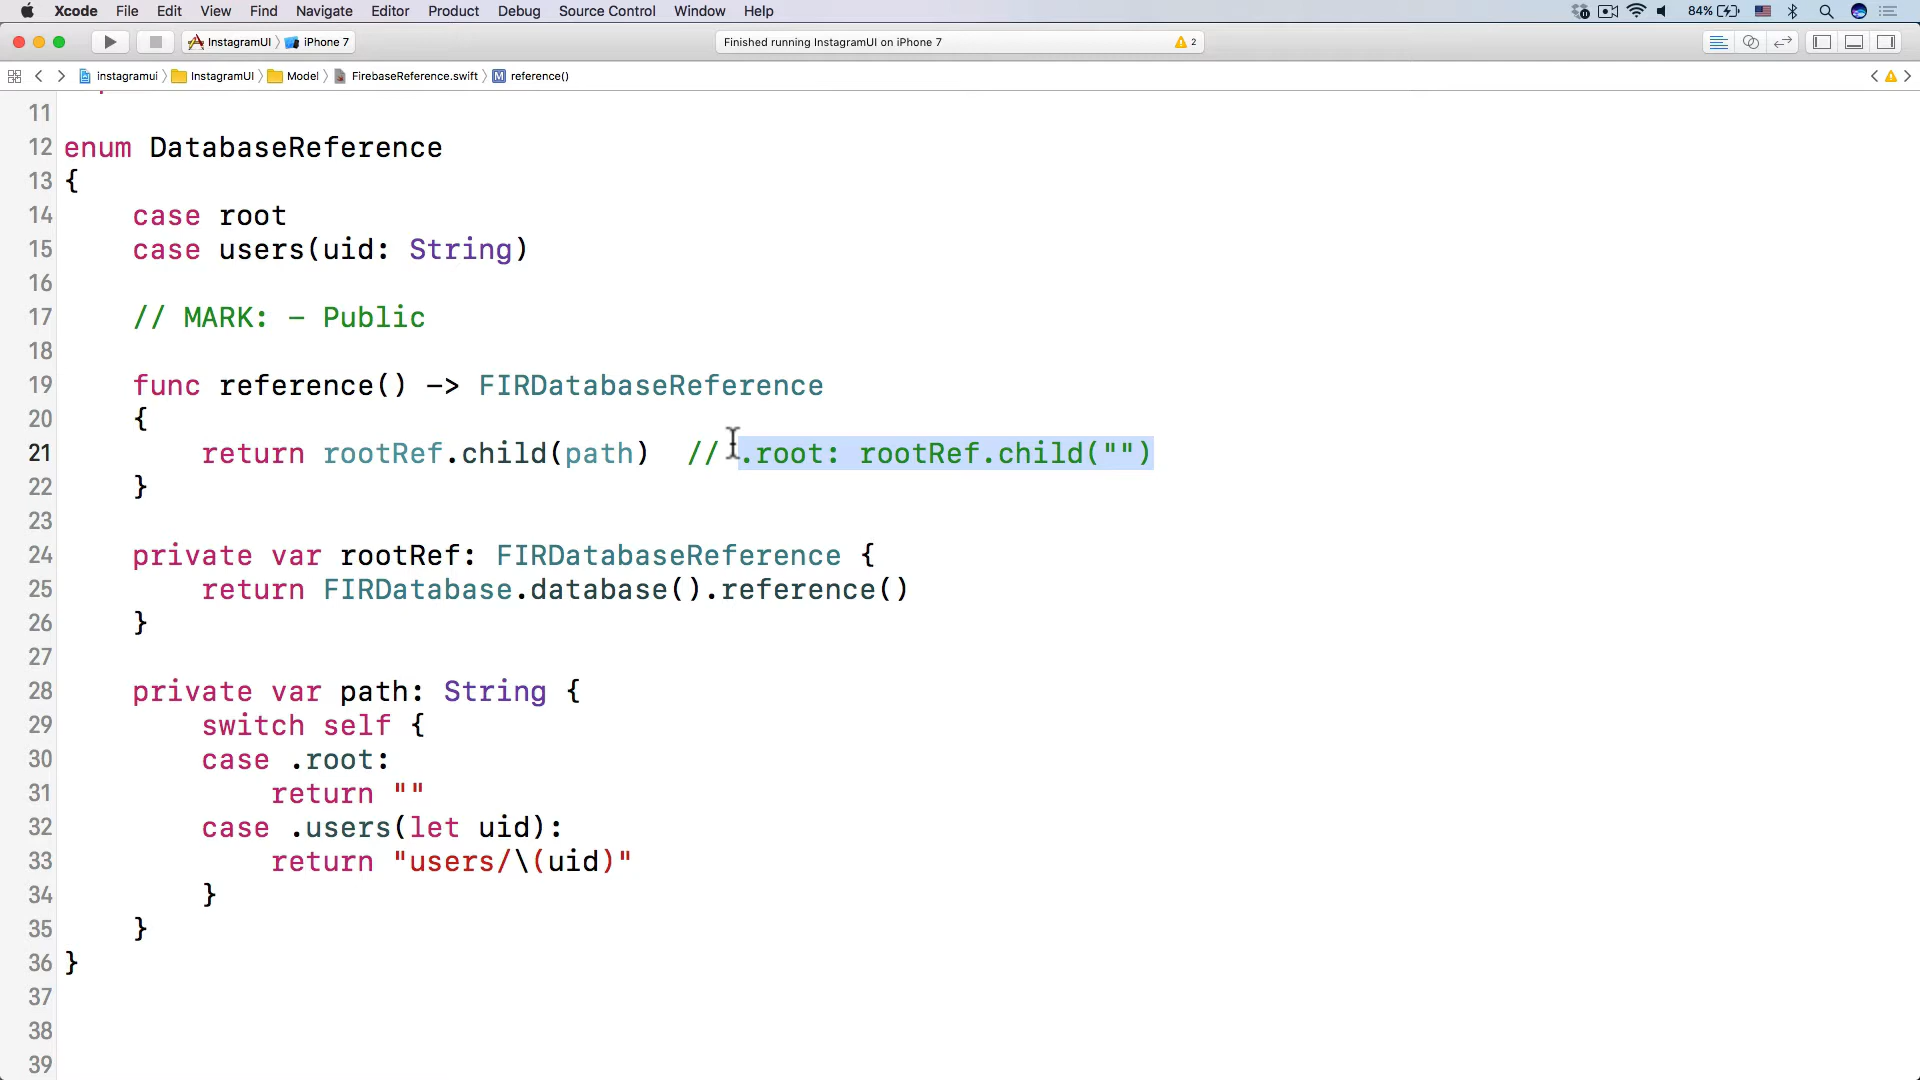 Xcode File Edit View Find Navigate Editor Product Debug Source Control Window Help 84%
InstagramUI iPhone 7 Finished running InstagramUI on iPhone 7 2
instagramui InstagramUI Model FirebaseReference.swift M reference()
11
12 enum DatabaseReference
13 {
14 case root
15 case users(uid: String)
16
17 // MARK: - Public
18
19 func reference() -> FIRDatabaseReference
20 {
21 return rootRef.child(path) // .root: rootRef.child("")
22 }
23
24 private var rootRef: FIRDatabaseReference {
25 return FIRDatabase.database().reference()
26 }
27
28 private var path: String {
29 switch self {
30 case .root:
31 return ""
32 case .users(let uid):
33 return "users/\(uid)"
34 }
35 }
36 }
37
38
39